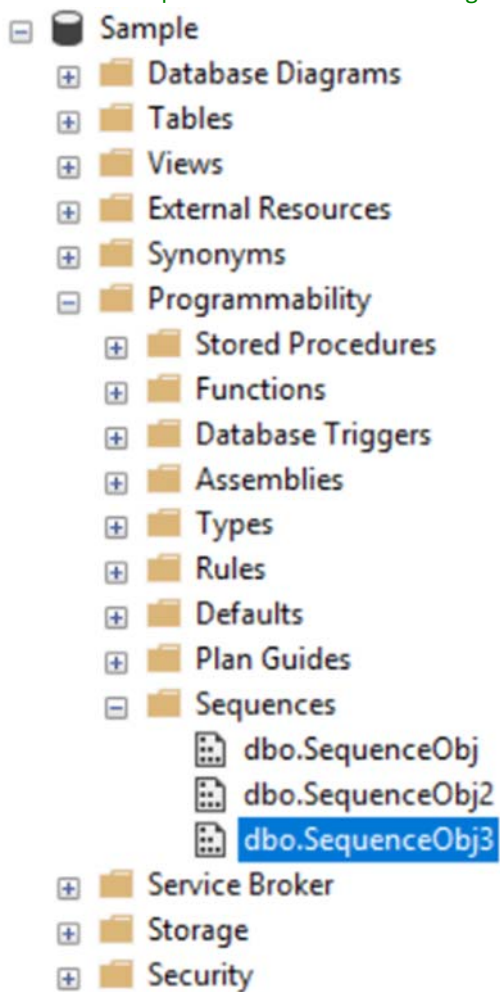 Sample
Database Diagrams
Tables
Views
External Resources
Synonyms
Programmability
Stored Procedures
Functions
Database Triggers
Assemblies
Types
Rules
Defaults
Plan Guides
Sequences
dbo.SequenceObj
dbo.SequenceObj2
dbo.SequenceObj3
Service Broker
Storage
Security